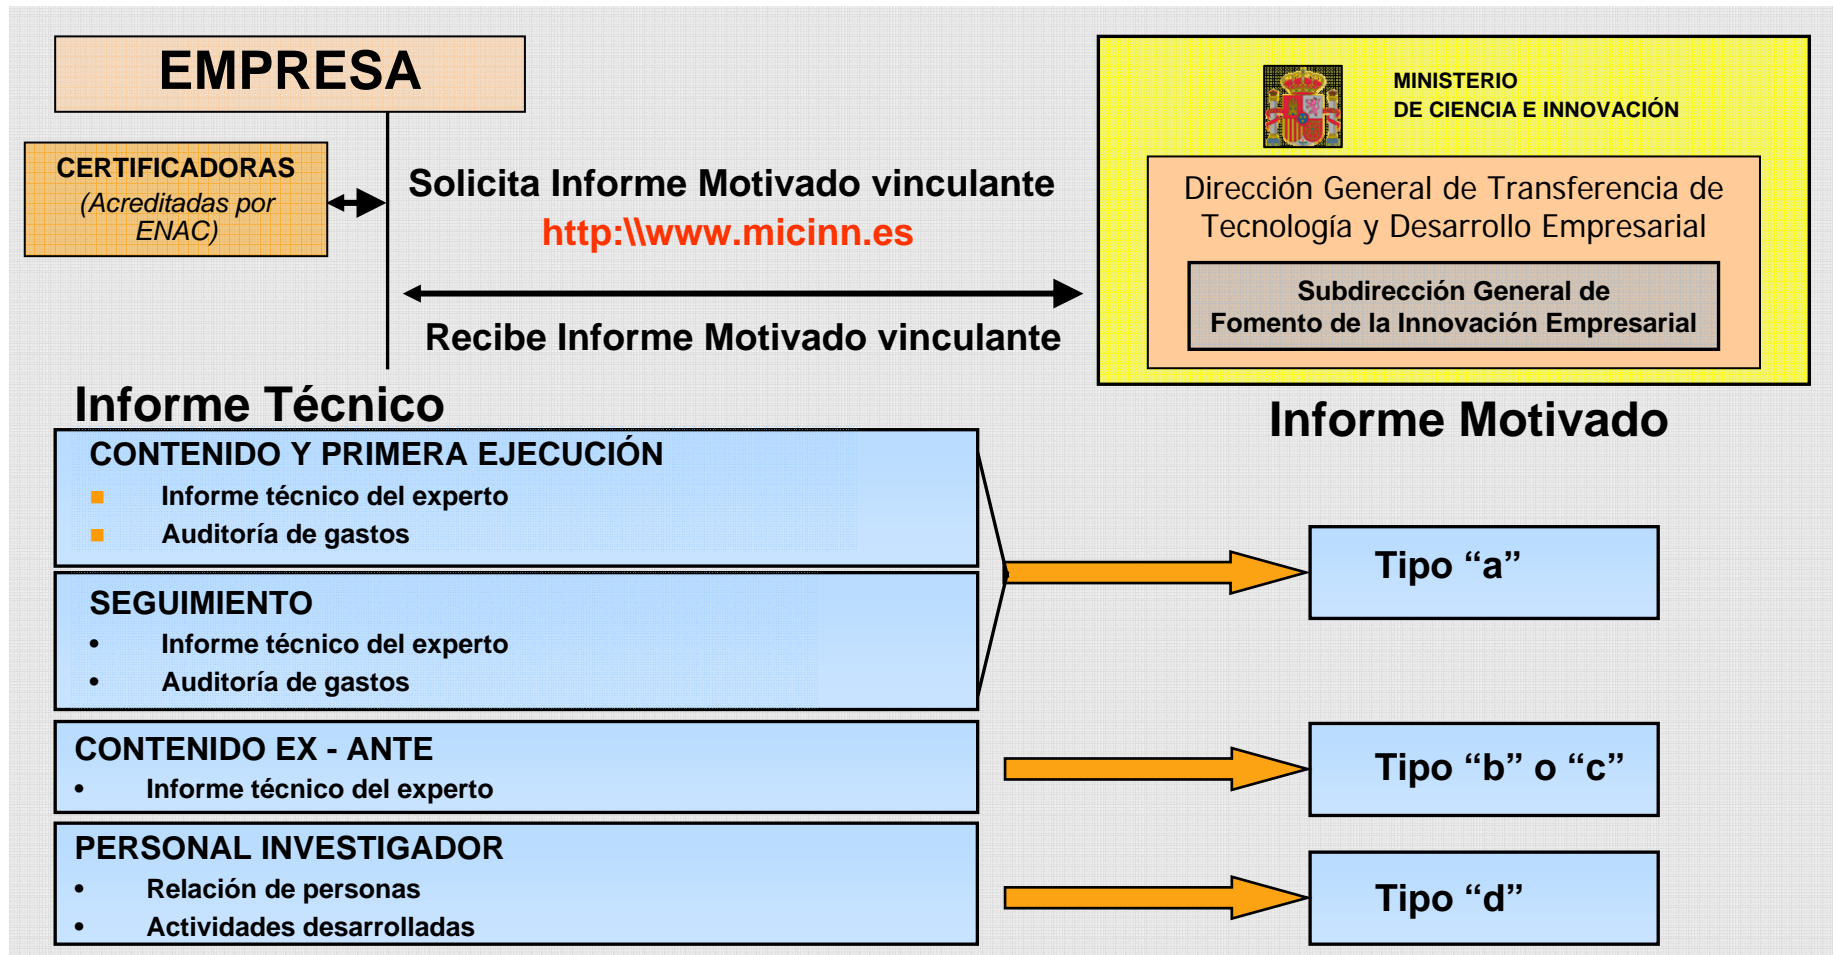 EMPRESA
CERTIFICADORAS
(Acreditadas por
ENAC)
Solicita Informe Motivado vinculante
http:\\www.micinn.es
Recibe Informe Motivado vinculante
MINISTERIO
DE CIENCIA E INNOVACIÓN
Dirección General de Transferencia de
Tecnología y Desarrollo Empresarial
Subdirección General de
Fomento de la Innovación Empresarial
Informe Técnico
Informe Motivado
CONTENIDO Y PRIMERA EJECUCIÓN
Informe técnico del experto
Auditoría de gastos
SEGUIMIENTO
• Informe técnico del experto
• Auditoría de gastos
Tipo “a”
CONTENIDO EX - ANTE
• Informe técnico del experto
Tipo “b” o “c”
PERSONAL INVESTIGADOR
• Relación de personas
• Actividades desarrolladas
Tipo “d”